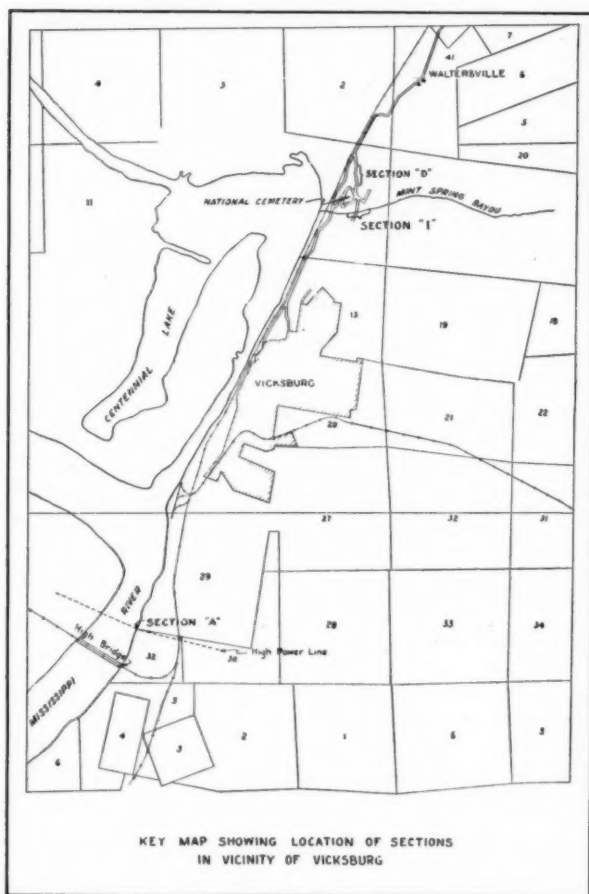 7
4
3
2
41
WALTERSVILLE
6
5
20
SECTION "D"
MINT SPRING BAYOU
NATIONAL CEMETERY
11
SECTION "I"
CENTENNIAL LAKE
13
19
18
VICKSBURG
20
21
22
27
32
31
29
RIVER
SECTION "A"
28
33
34
High Bridge
32
30
High Power Line
MISSISSIPPI
3
4
3
2
1
6
3
6
KEY MAP SHOWING LOCATION OF SECTIONS
IN VICINITY OF VICKSBURG